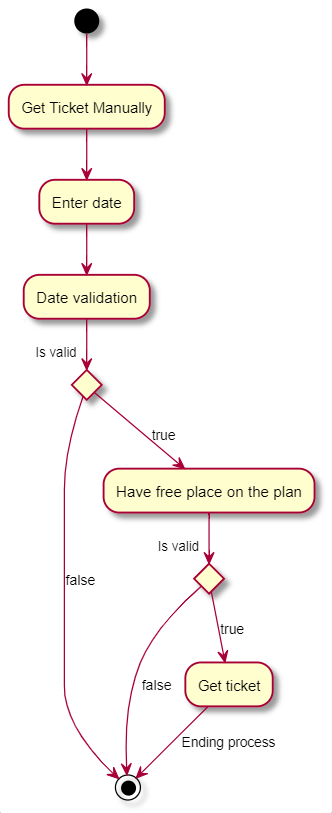 Get Ticket Manually
Enter date
Date validation
Is valid
true
Have free place on the plan
Is valid
false
true
false
Get ticket
Ending process